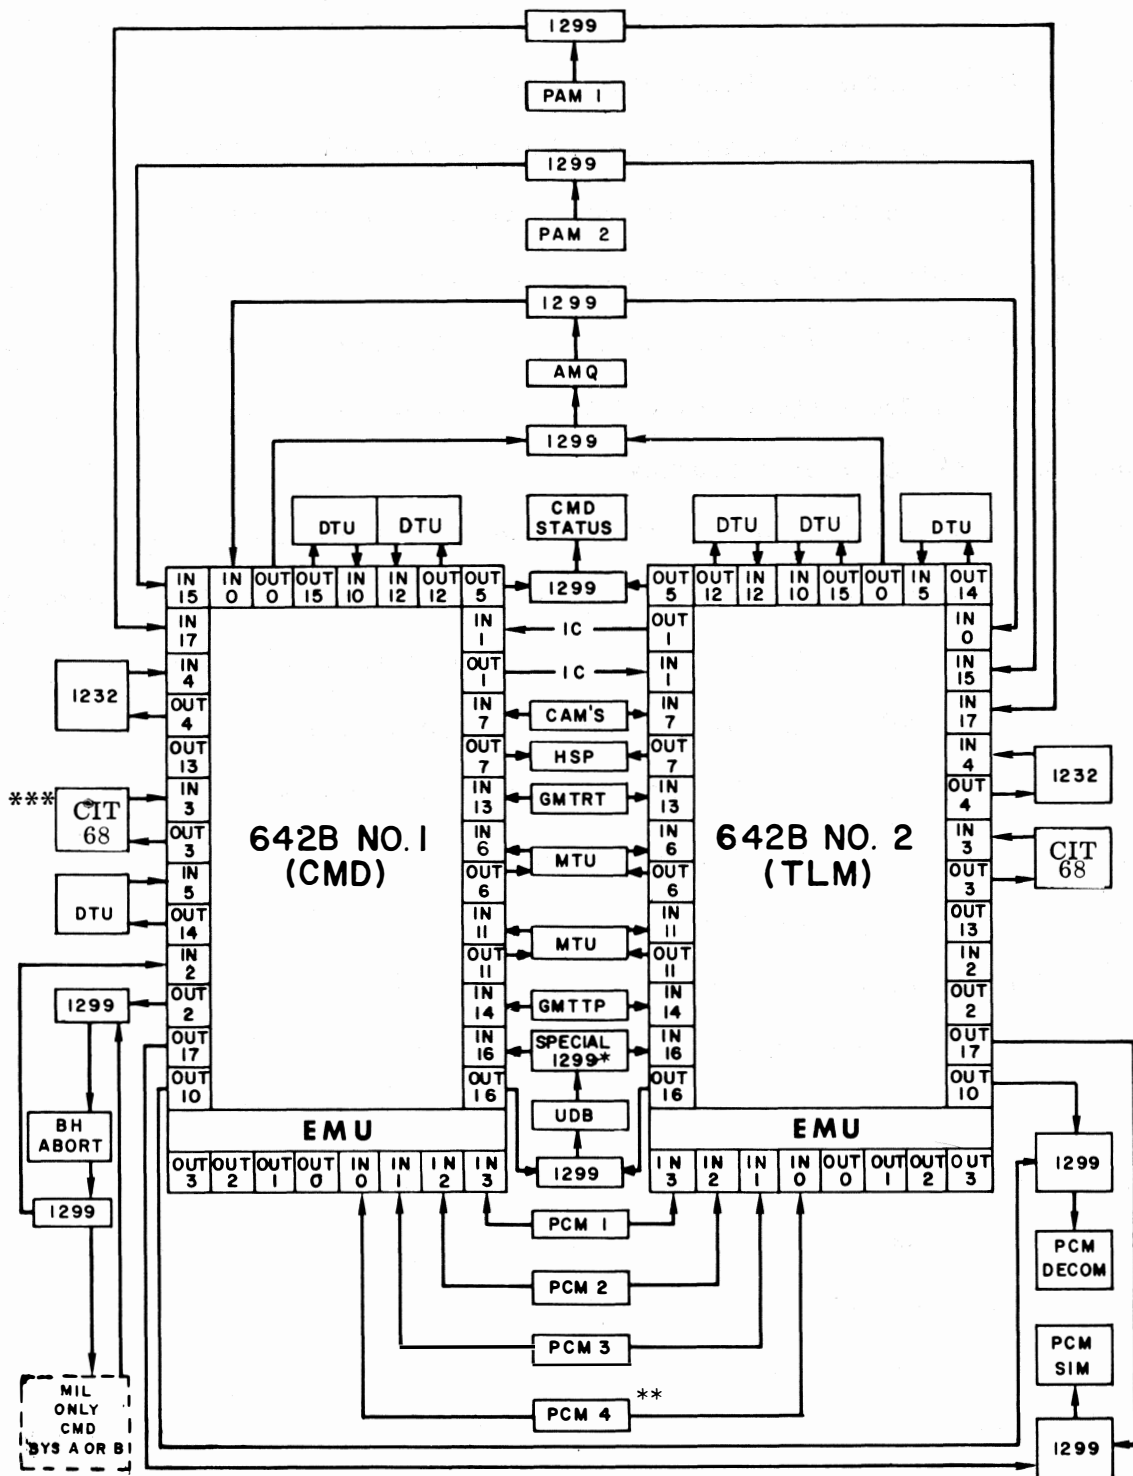 1299
PAM 1
1299
PAM 2
1299
AMQ
1299
DTU
DTU
CMD
STATUS
DTU
DTU
DTU
IN
15
IN
0
OUT
0
OUT
15
IN
10
IN
12
OUT
12
OUT
5
1299
OUT
5
OUT
12
IN
12
IN
10
OUT
15
OUT
0
IN
5
OUT
14
IN
17
IN
4
OUT
4
OUT
13
IN
3
OUT
3
IN
5
OUT
14
IN
2
OUT
2
OUT
17
OUT
10
1232
***
CIT
68
DTU
1299
BH
ABORT
1299
MIL
ONLY
CMD
SYS A OR B
642B NO. 1
(CMD)
IN
1
OUT
1
IN
7
OUT
7
IN
13
IN
6
OUT
6
IN
11
OUT
11
IN
14
IN
16
OUT
16
IC
IC
CAM'S
HSP
GMTRT
MTU
MTU
GMTTP
SPECIAL
1299*
UDB
1299
OUT
1
IN
1
IN
7
OUT
7
IN
13
IN
6
OUT
6
IN
11
OUT
11
IN
14
IN
16
OUT
16
642B NO. 2
(TLM)
IN
0
IN
15
IN
17
IN
4
OUT
4
IN
3
OUT
3
OUT
13
IN
2
OUT
2
OUT
17
OUT
10
1232
CIT
68
EMU
EMU
OUT
3
OUT
2
OUT
1
OUT
0
IN
0
IN
1
IN
2
IN
3
IN
3
IN
2
IN
1
IN
0
OUT
0
OUT
1
OUT
2
OUT
3
PCM 1
PCM 2
PCM 3
PCM 4
**
1299
PCM
DECOM
PCM
SIM
1299